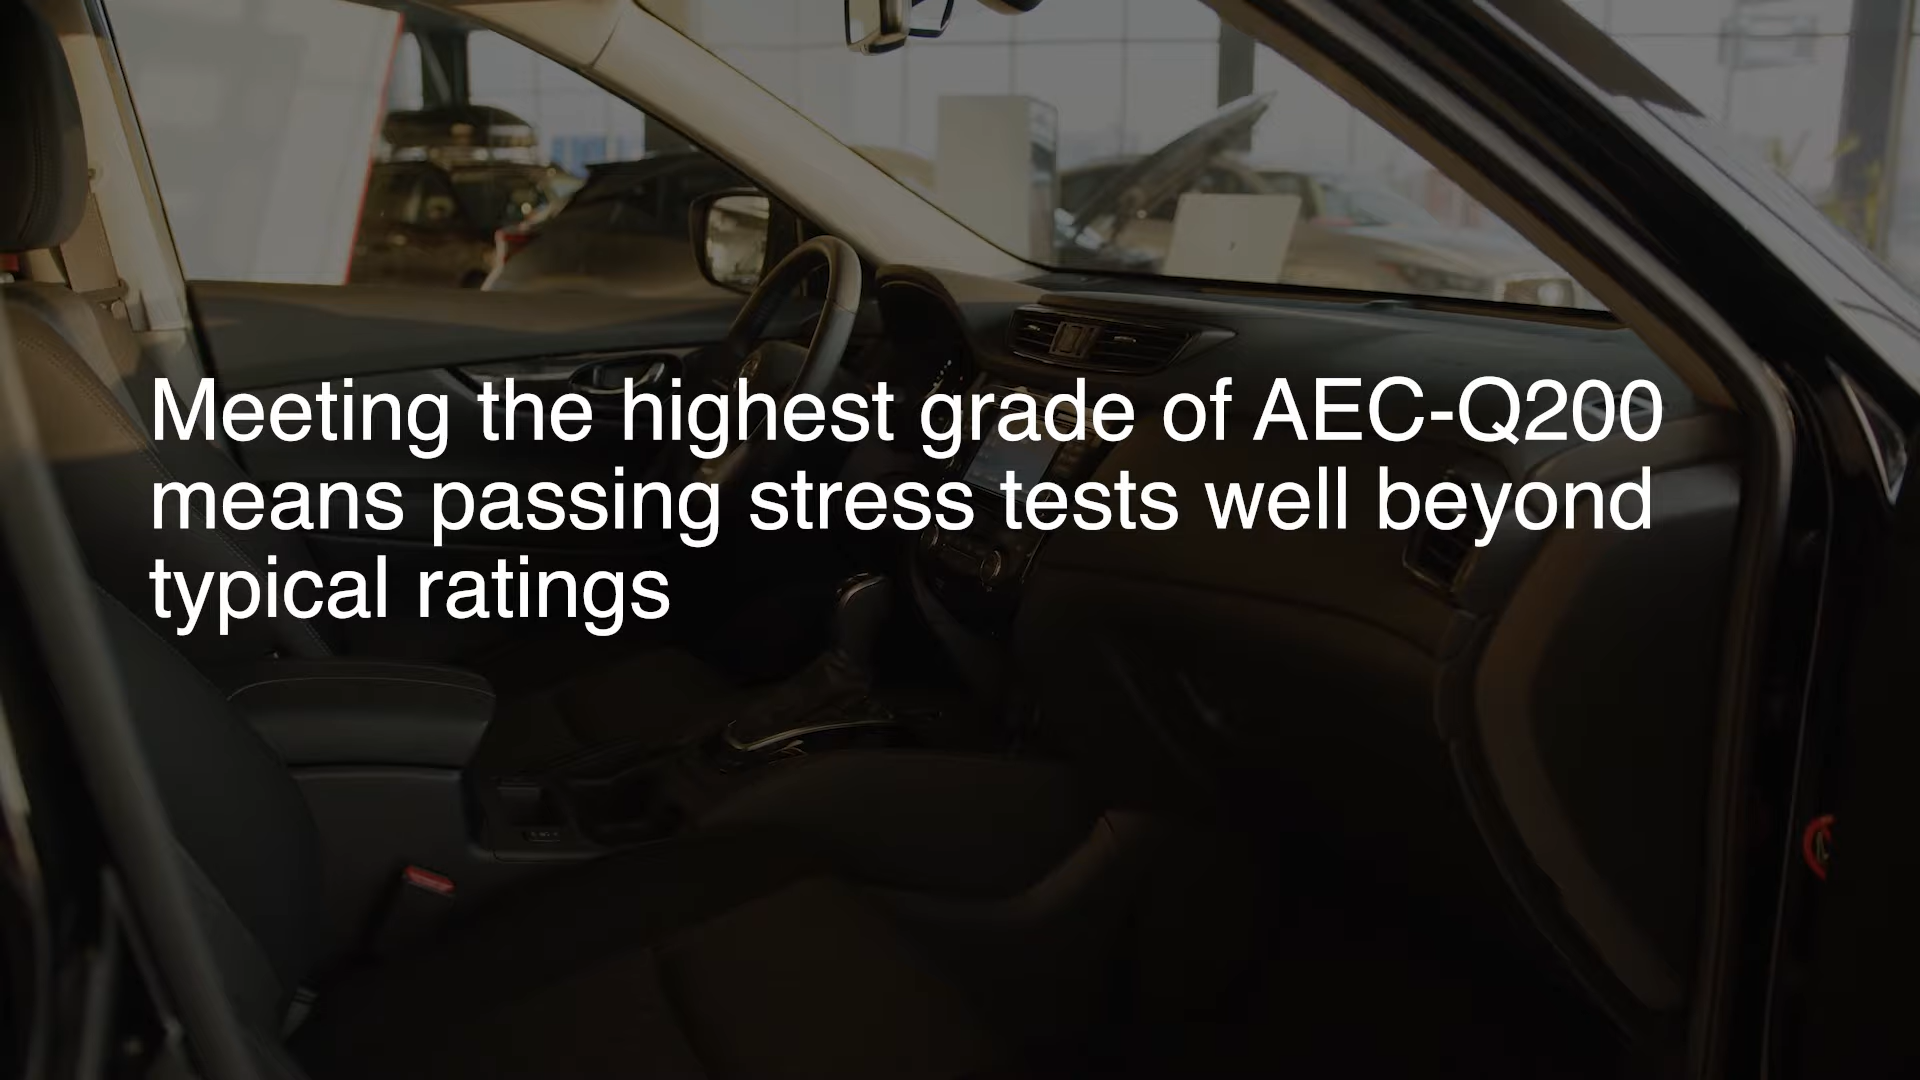 Meeting the highest grade of AEC-Q200
means passing stress tests well beyond
typical ratings